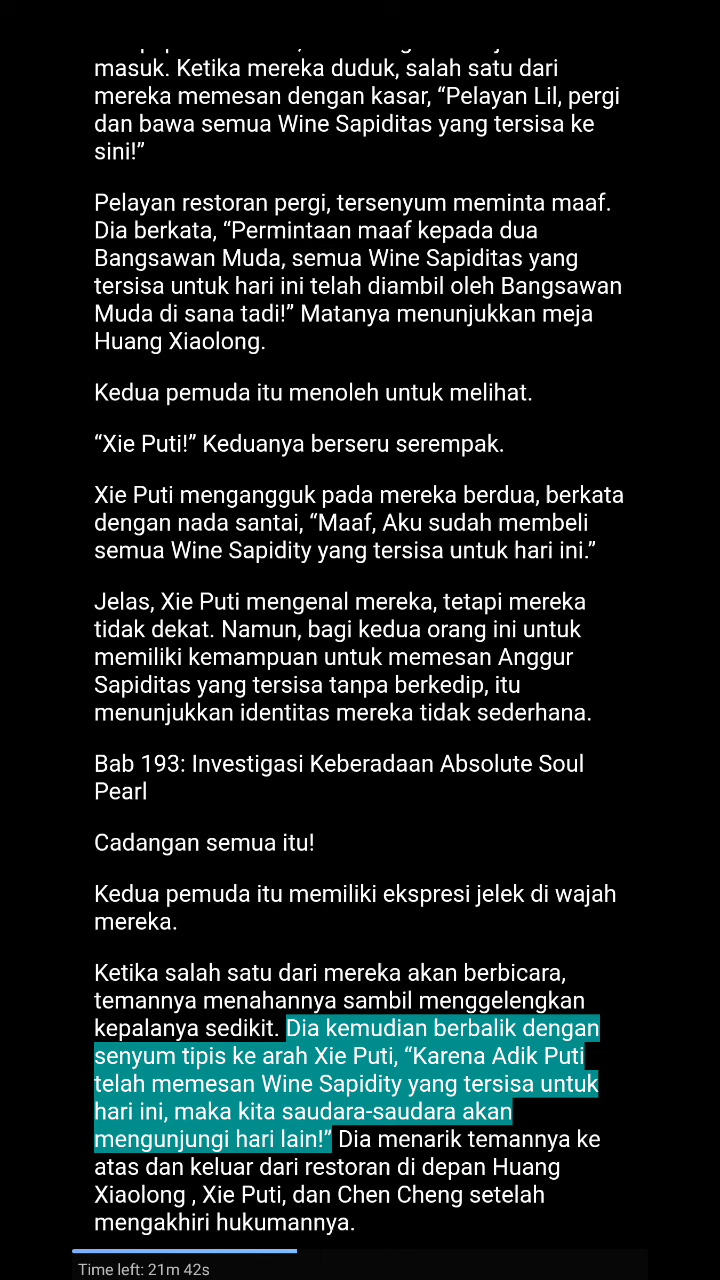 masuk. Ketika mereka duduk, salah satu dari
mereka memesan dengan kasar, “Pelayan Lil, pergi
dan bawa semua Wine Sapiditas yang tersisa ke
sini!”
Pelayan restoran pergi, tersenyum meminta maaf.
Dia berkata, “Permintaan maaf kepada dua
Bangsawan Muda, semua Wine Sapiditas yang
tersisa untuk hari ini telah diambil oleh Bangsawan
Muda di sana tadi!” Matanya menunjukkan meja
Huang Xiaolong.
Kedua pemuda itu menoleh untuk melihat.
“Xie Puti!” Keduanya berseru serempak.
Xie Puti mengangguk pada mereka berdua, berkata
dengan nada santai, “Maaf, Aku sudah membeli
semua Wine Sapidity yang tersisa untuk hari ini.”
Jelas, Xie Puti mengenal mereka, tetapi mereka
tidak dekat. Namun, bagi kedua orang ini untuk
memiliki kemampuan untuk memesan Anggur
Sapiditas yang tersisa tanpa berkedip, itu
menunjukkan identitas mereka tidak sederhana.
Bab 193: Investigasi Keberadaan Absolute Soul
Pearl
Cadangan semua itu!
Kedua pemuda itu memiliki ekspresi jelek di wajah
mereka.
Ketika salah satu dari mereka akan berbicara,
temannya menahannya sambil menggelengkan
kepalanya sedikit. Dia kemudian berbalik dengan
senyum tipis ke arah Xie Puti, “Karena Adik Puti
telah memesan Wine Sapidity yang tersisa untuk
hari ini, maka kita saudara-saudara akan
mengunjungi hari lain!” Dia menarik temannya ke
atas dan keluar dari restoran di depan Huang
Xiaolong , Xie Puti, dan Chen Cheng setelah
mengakhiri hukumannya.
Time left: 21m 42s